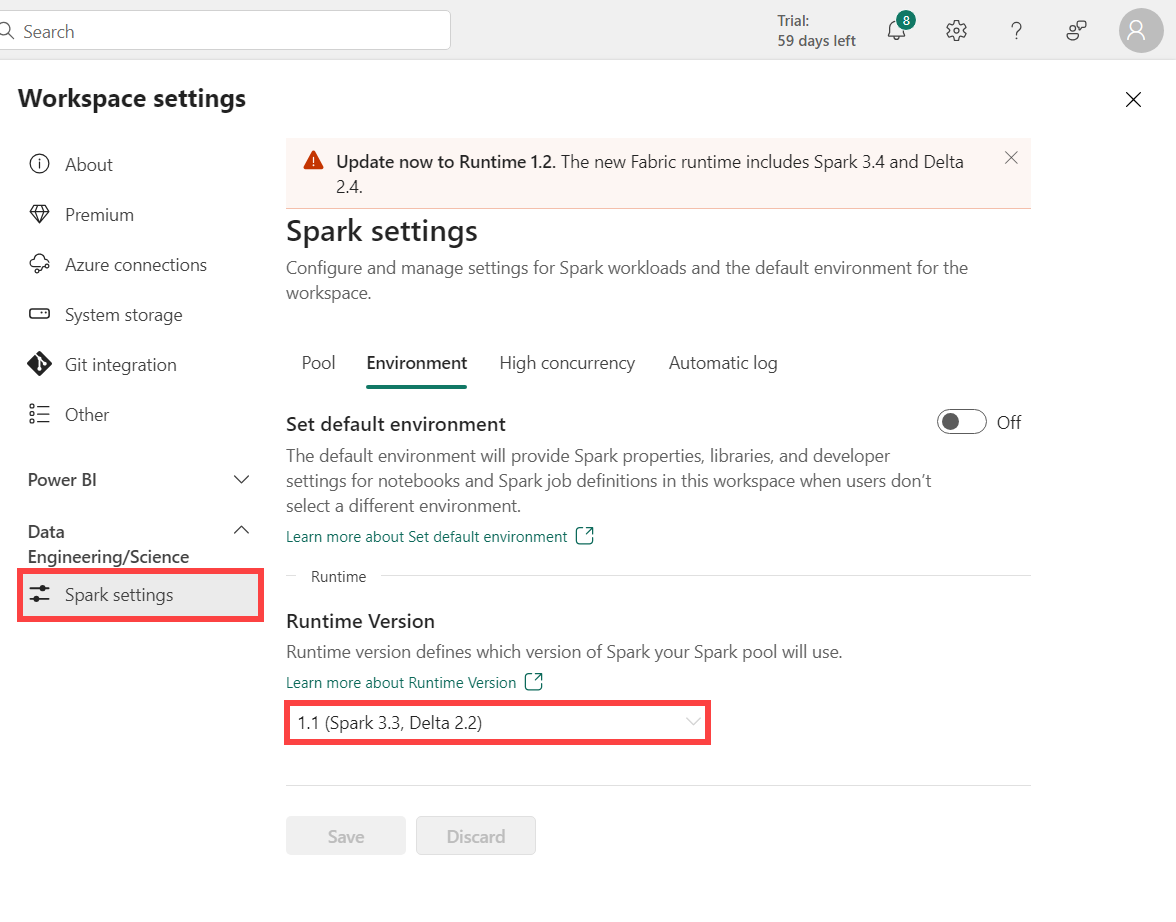 Search
Trial:
59 days left
8
Workspace settings
About
Premium
Azure connections
System storage
Git integration
Other
Power BI
Data
Engineering/Science
Spark settings
Update now to Runtime 1.2. The new Fabric runtime includes Spark 3.4 and Delta
2.4.
Spark settings
Configure and manage settings for Spark workloads and the default environment for the
workspace.
Pool Environment High concurrency Automatic log
Set default environment
Off
The default environment will provide Spark properties, libraries, and developer
settings for notebooks and Spark job definitions in this workspace when users don’t
select a different environment.
Learn more about Set default environment
Runtime
Runtime Version
Runtime version defines which version of Spark your Spark pool will use.
Learn more about Runtime Version
1.1 (Spark 3.3, Delta 2.2)
Save Discard